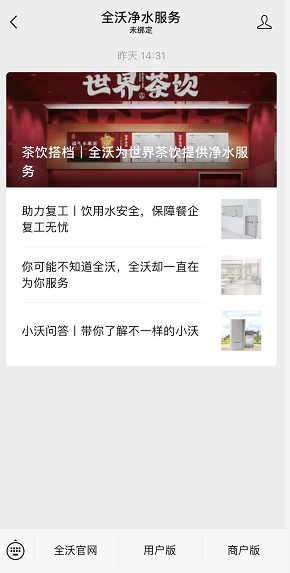 全沃净水服务
未绑定
昨天 14:31
世界茶饮
茶饮搭档丨全沃为世界茶饮提供净水服
务
助力复工丨饮用水安全，保障餐企
复工无忧
你可能不知道全沃，全沃却一直在
为你服务
小沃问答丨带你了解不一样的小沃
全沃官网
用户版
商户版